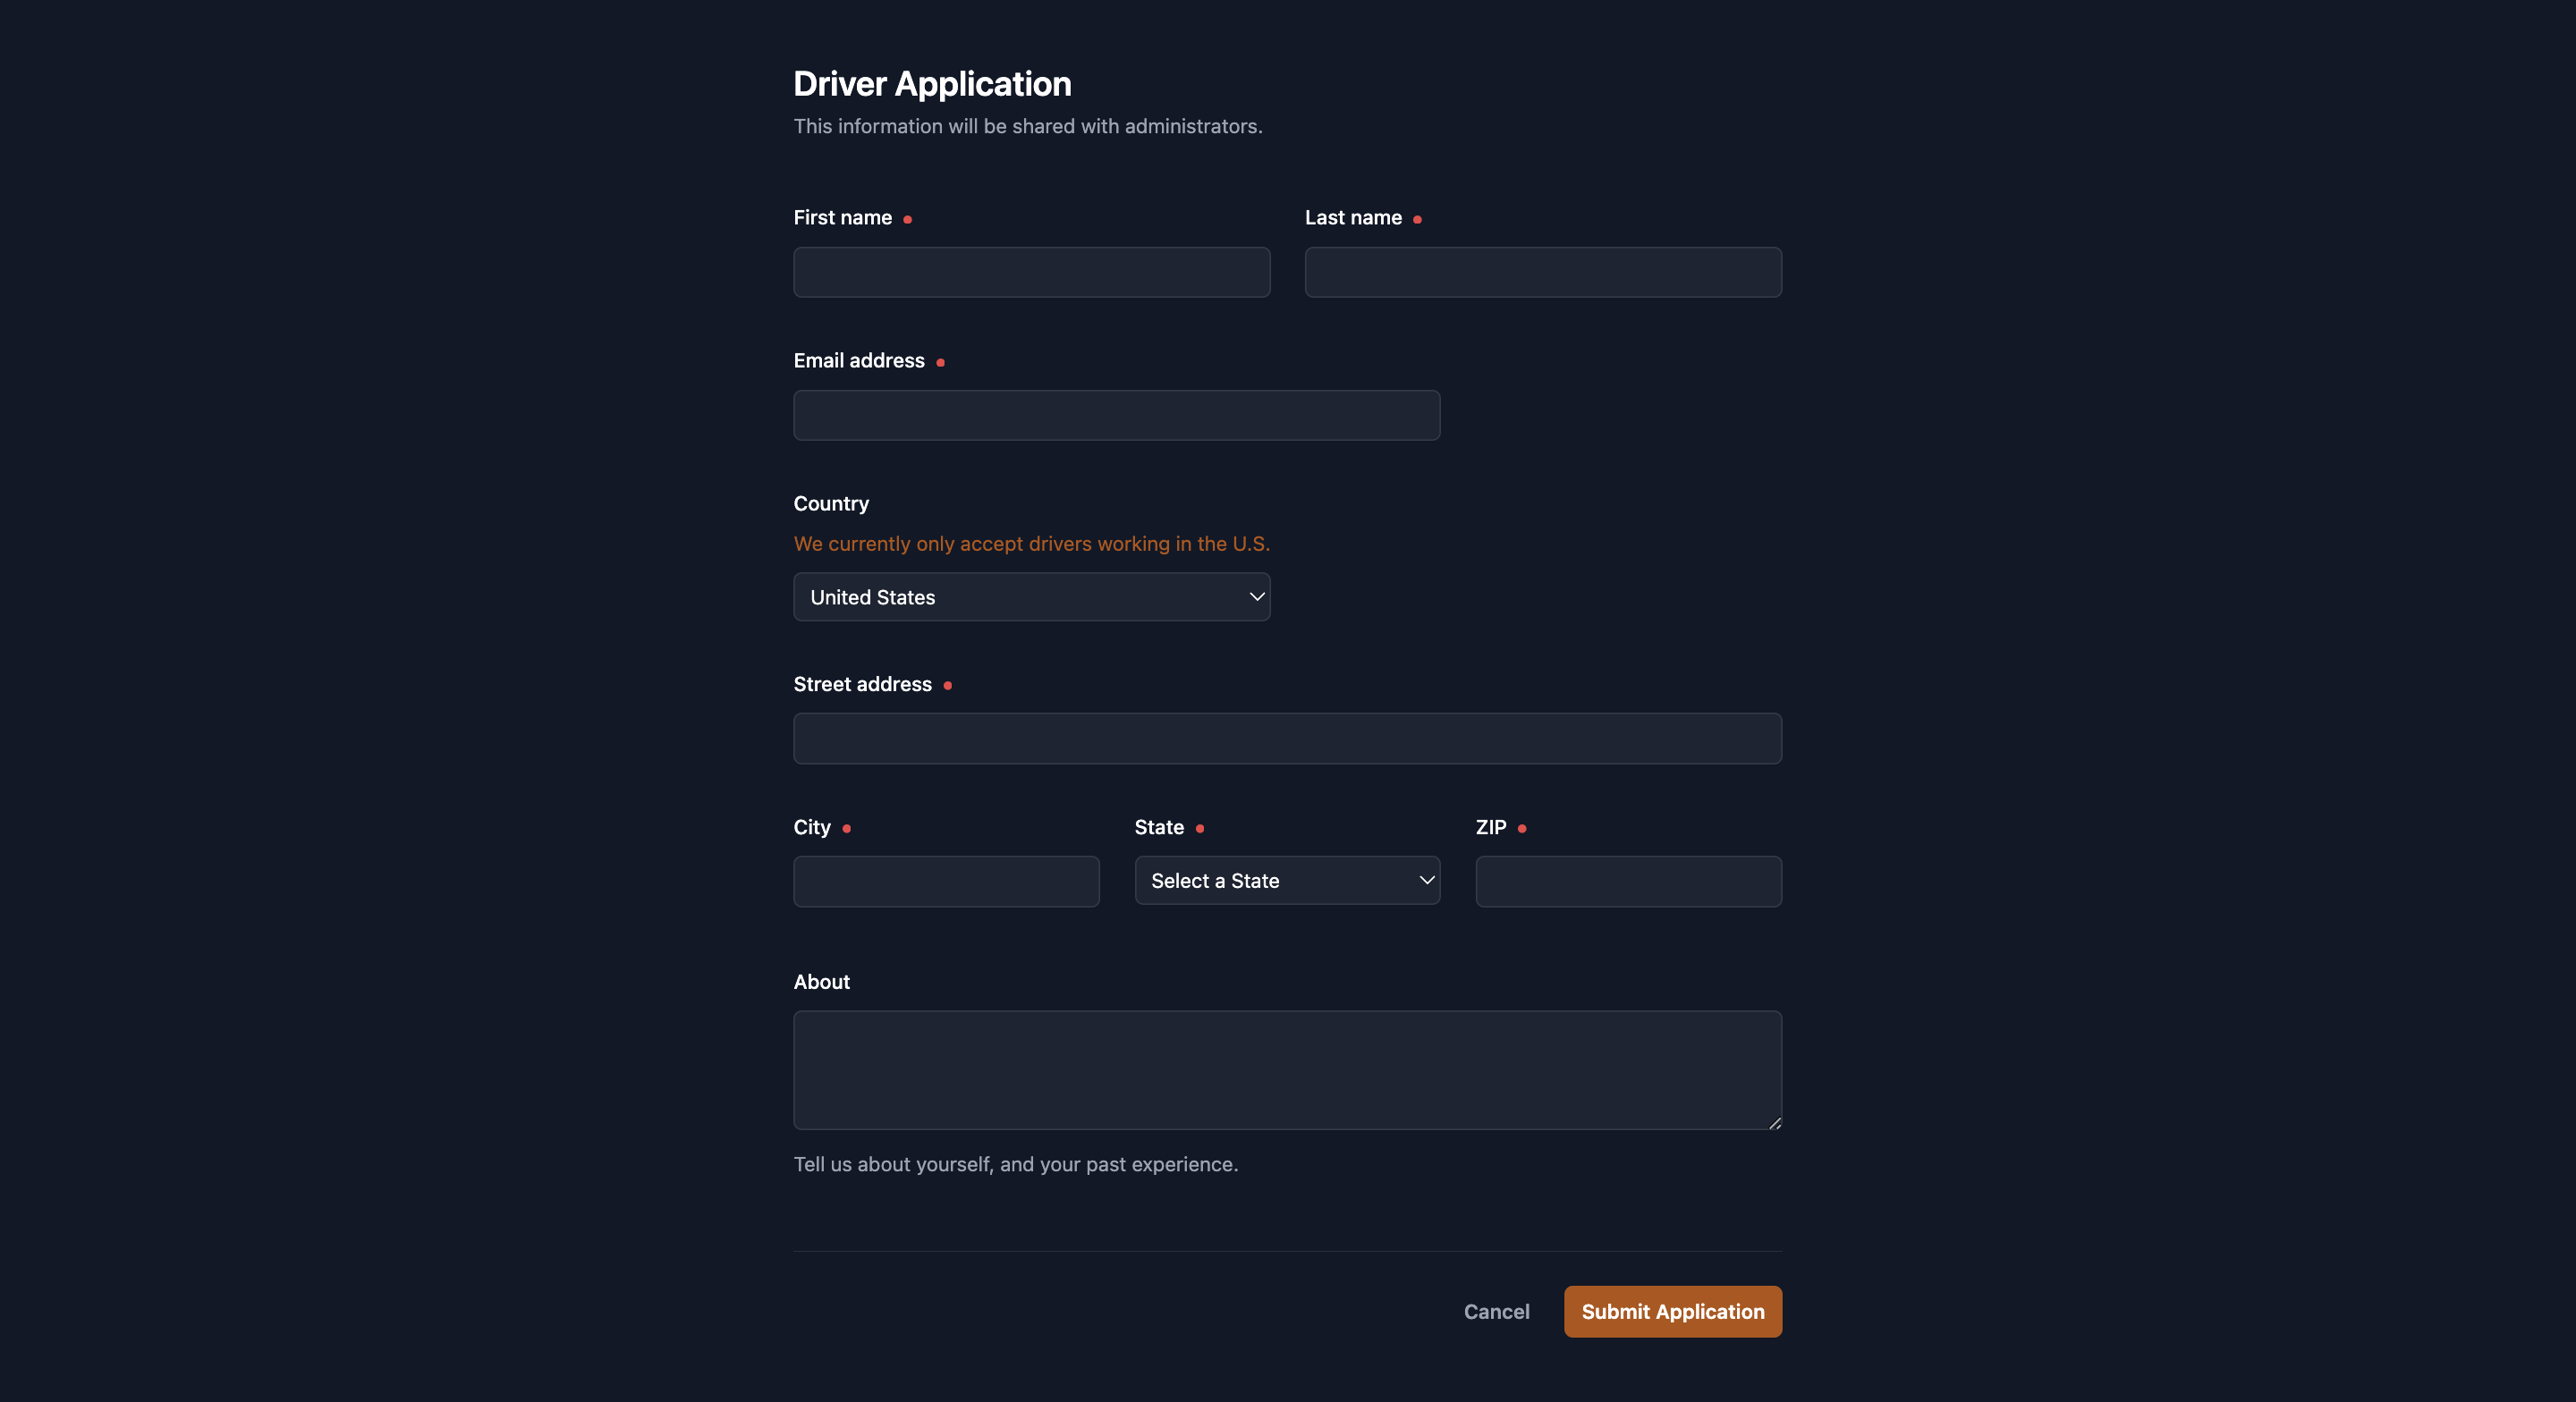 Driver Application
This information will be shared with administrators.
First name
Last name
Email address
Country
We currently only accept drivers working in the U.S.
United States
Street address
City
State
ZIP
Select a State
About
Tell us about yourself, and your past experience.
Cancel
Submit Application